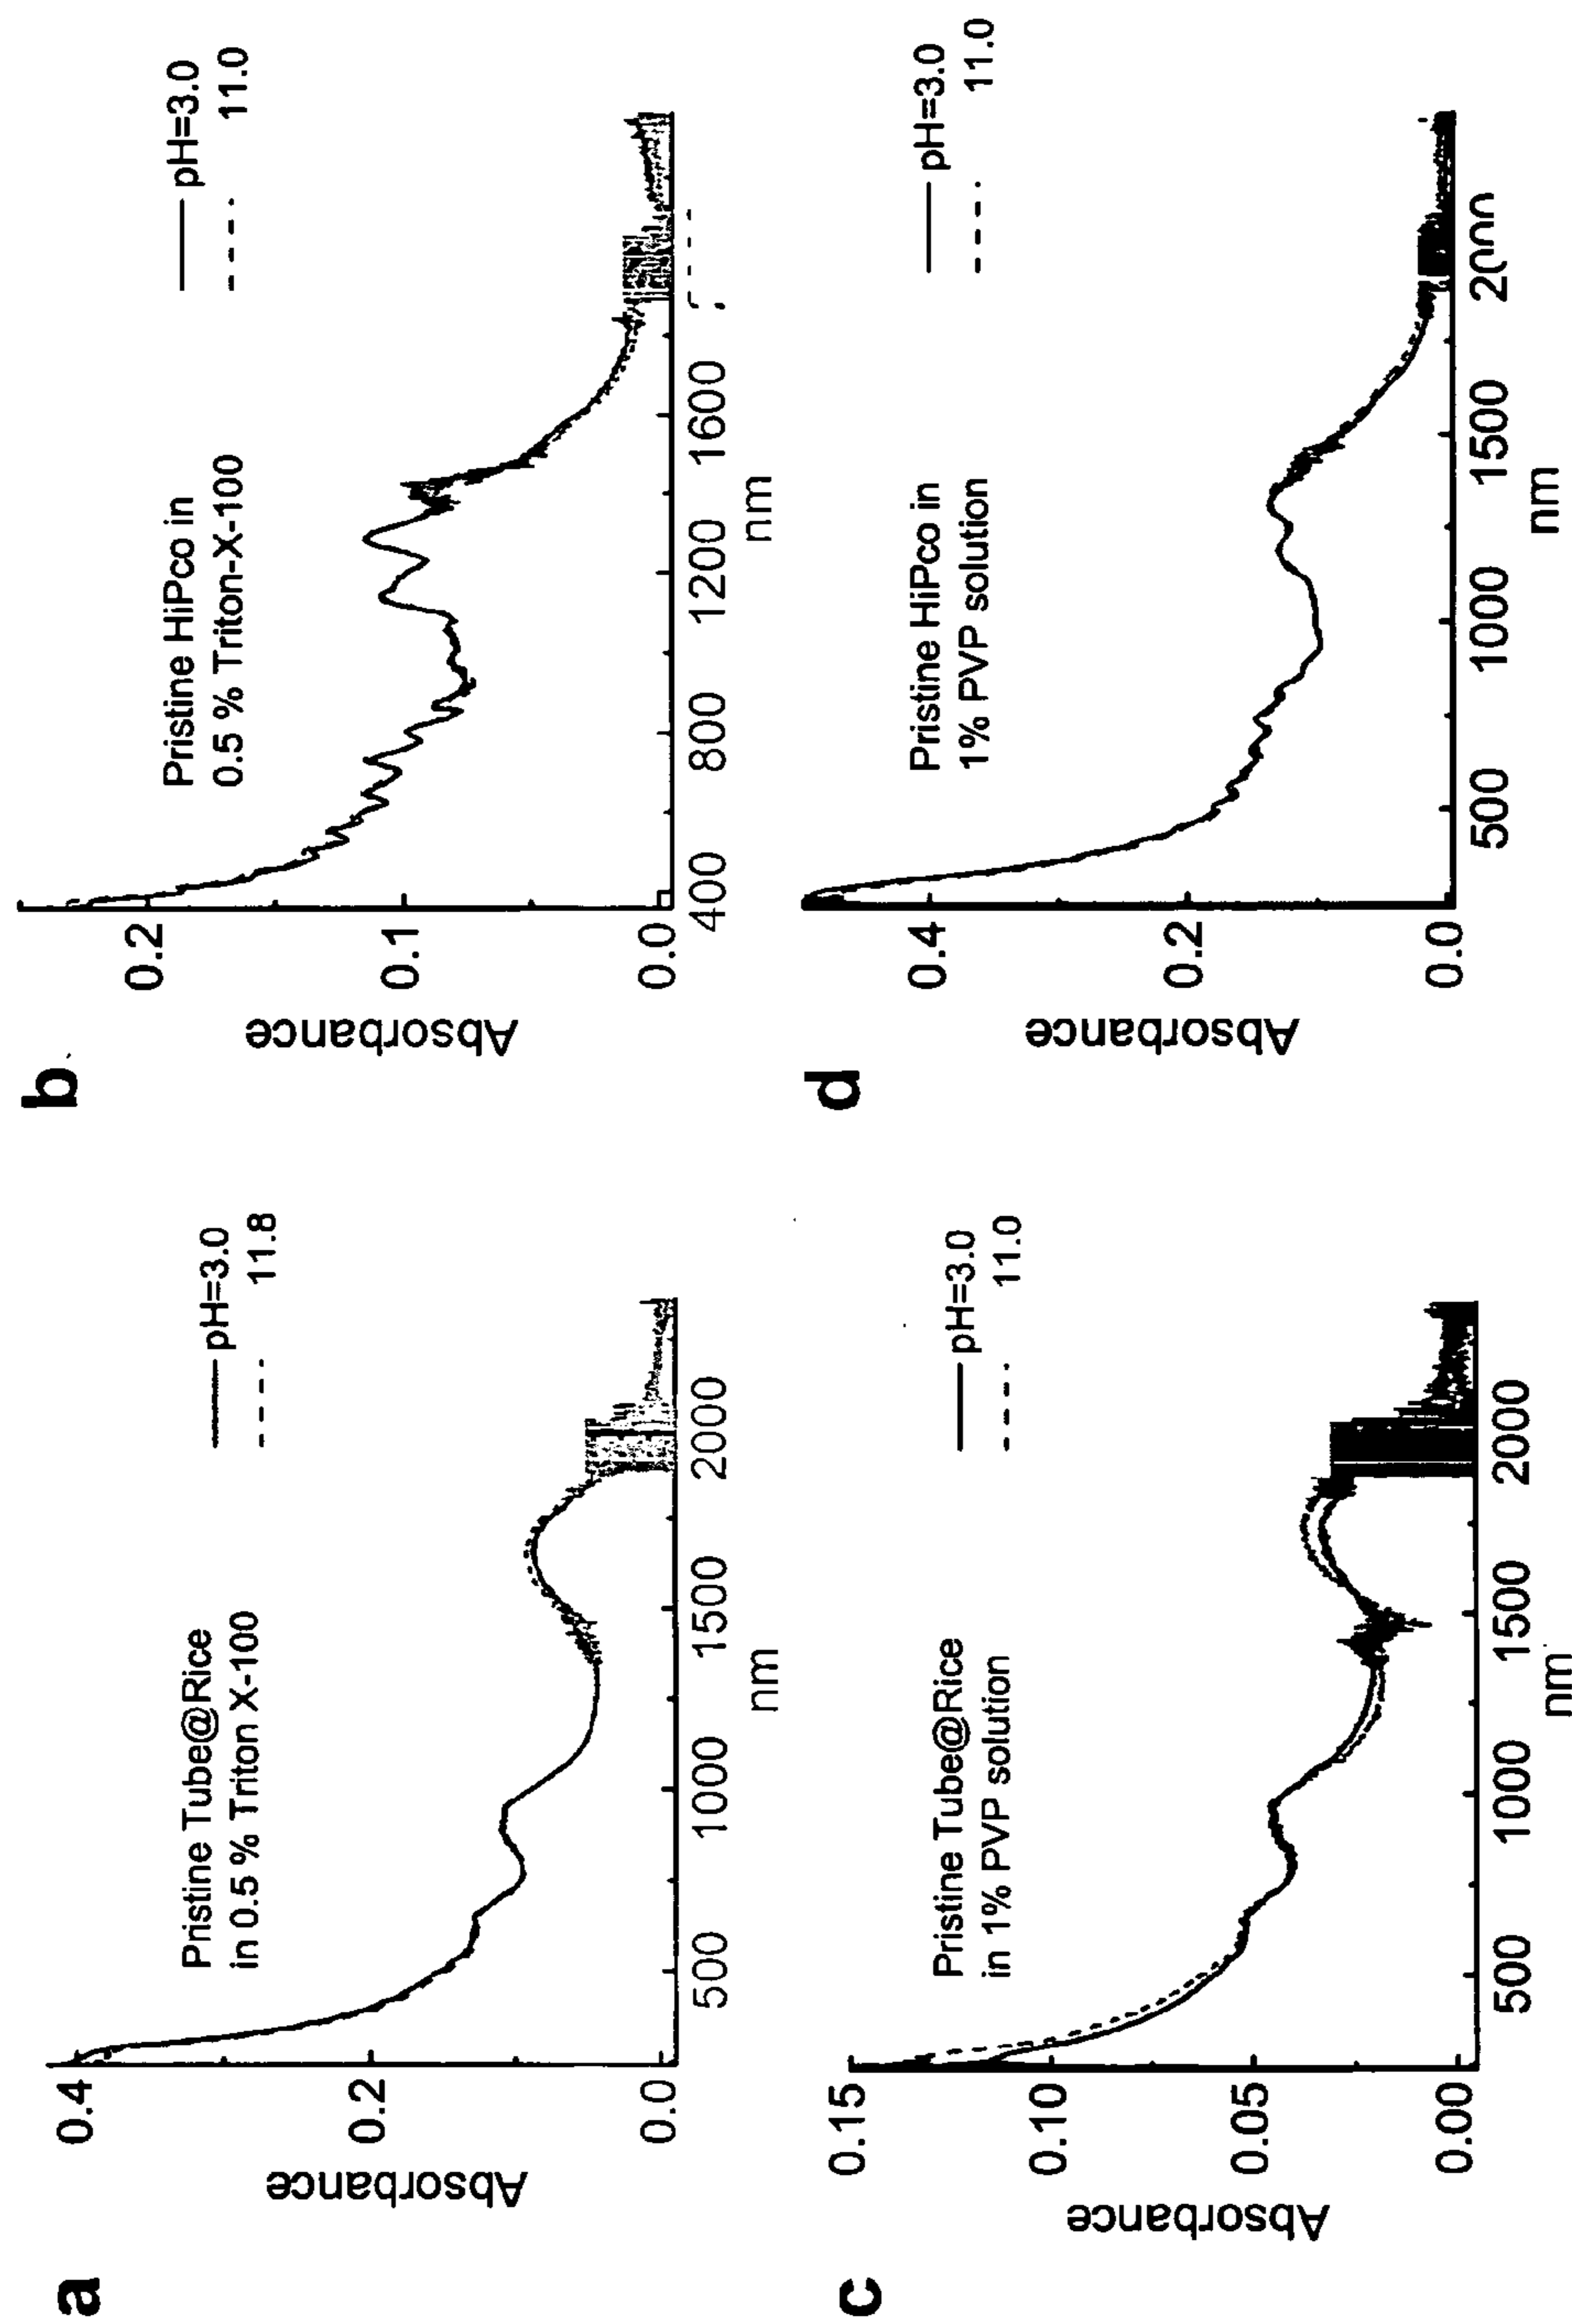 a
Pristine Tube@Rice
in 0.5 % Triton X-100
pH=3.0
11.8
Absorbance
0.4
0.2
0.0
500
1000
1500
2000
nm
b
Pristine HiPco in
0.5 % Triton-X-100
pH=3.0
11.0
Absorbance
0.2
0.1
0.0
400
800
1200
1600
nm
c
Pristine Tube@Rice
in 1% PVP solution
pH=3.0
11.0
Absorbance
0.15
0.10
0.05
0.00
500
1000
1500
2000
nm
d
Pristine HiPco in
1% PVP solution
pH=3.0
11.0
Absorbance
0.4
0.2
0.0
500
1000
1500
2000
nm